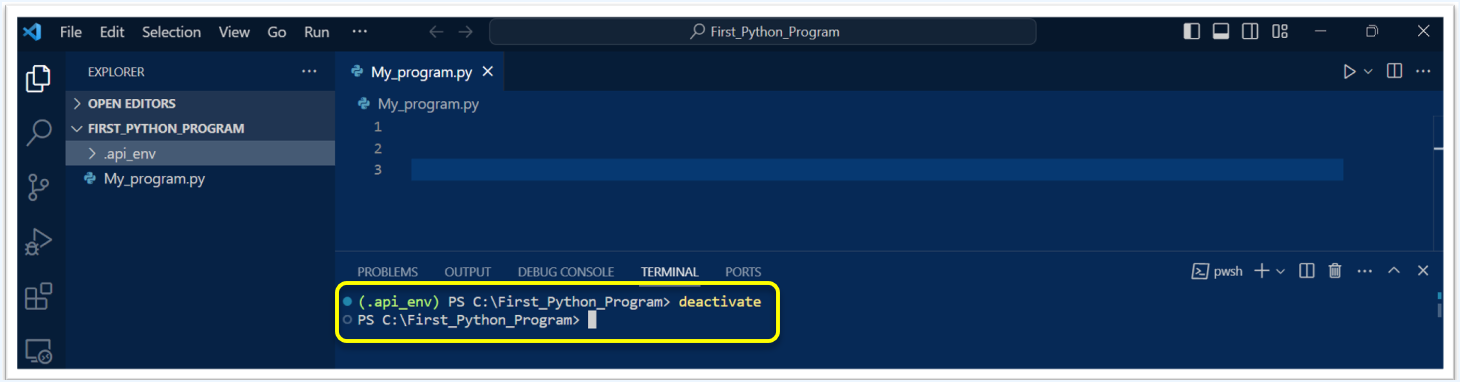 File Edit Selection View Go Run ··· First_Python_Program
EXPLORER ···
OPEN EDITORS
FIRST_PYTHON_PROGRAM
.api_env
My_program.py
My_program.py
My_program.py
1
2
3
PROBLEMS OUTPUT DEBUG CONSOLE TERMINAL PORTS pwsh
(.api_env) PS C:\First_Python_Program> deactivate
PS C:\First_Python_Program>